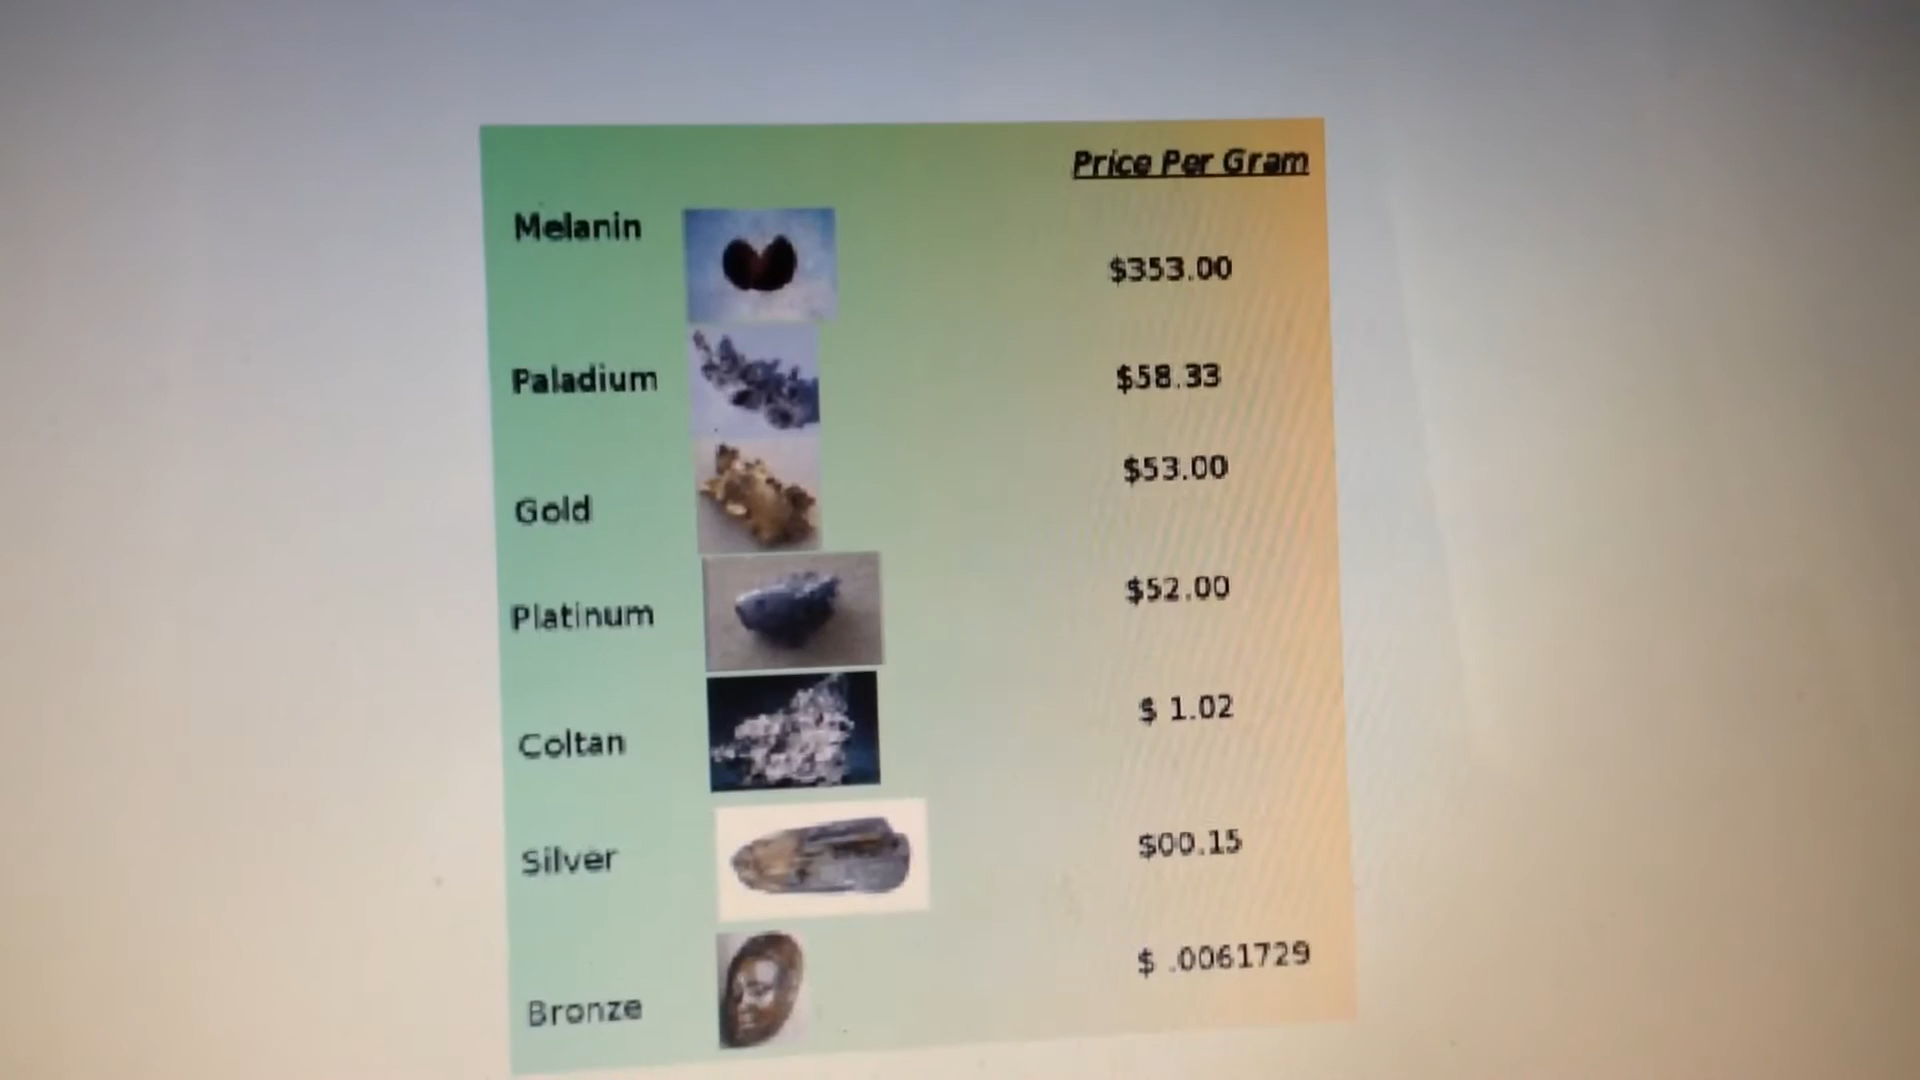 Price Per Gram
Melanin
$353.00
Paladium
$58.33
Gold
$53.00
Platinum
$52.00
Coltan
$ 1.02
Silver
$00.15
Bronze
$ .0061729